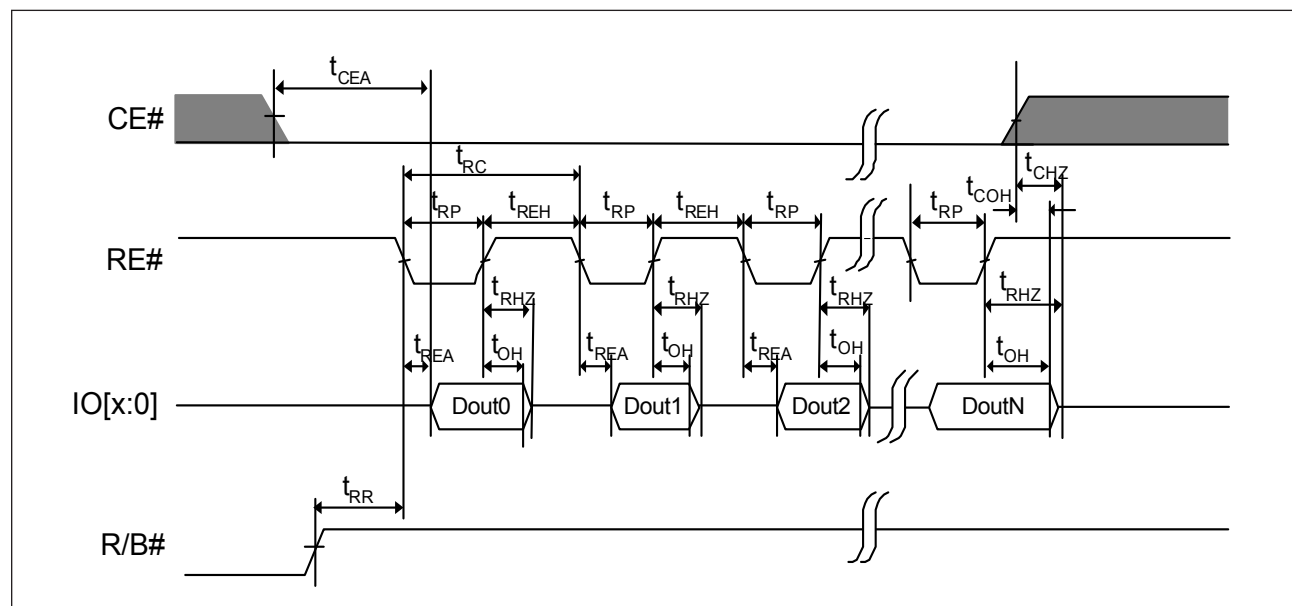 tCEA
CE#
tRC
tCHZ
tCOH
tRP
tREH
tRP
tREH
tRP
tRP
RE#
tRHZ
tRHZ
tRHZ
tRHZ
tREA
tOH
tREA
tOH
tREA
tOH
tOH
IO[x:0]
Dout0
Dout1
Dout2
DoutN
tRR
R/B#